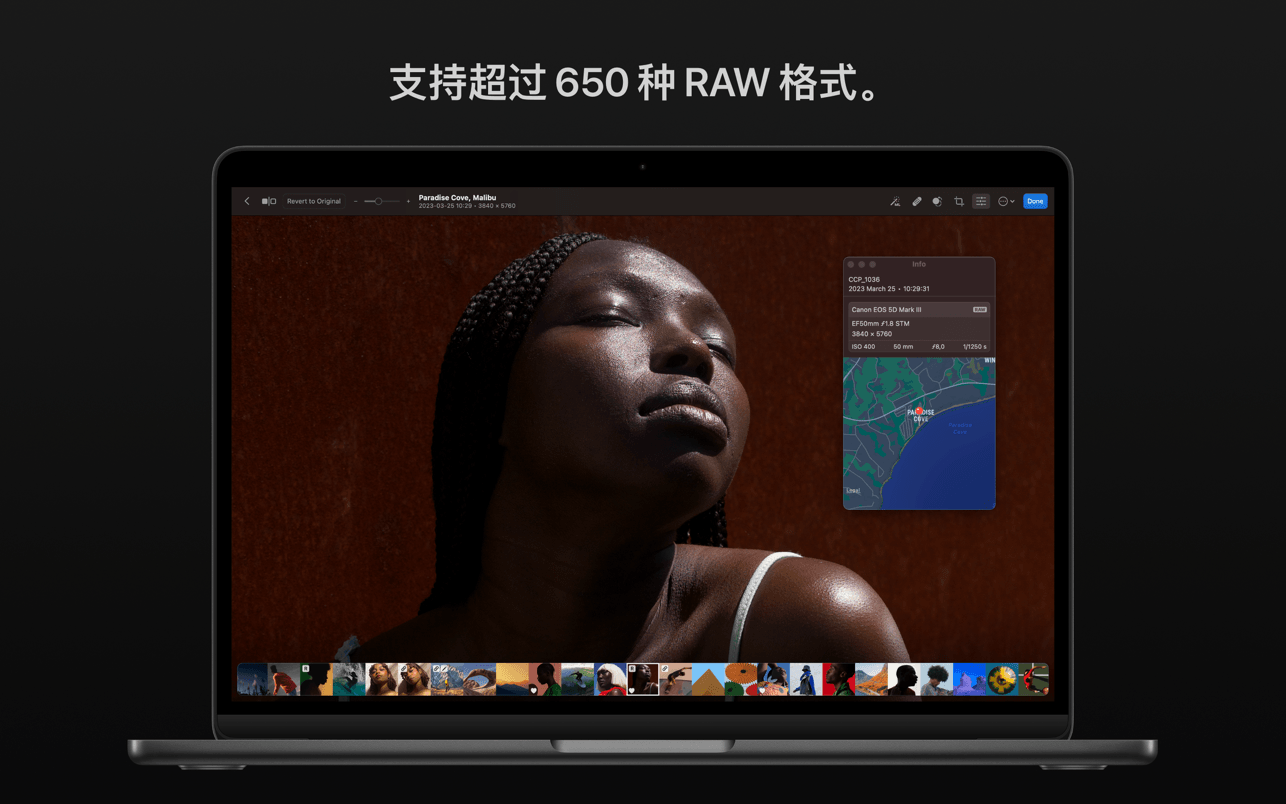 支持超过 650 种 RAW 格式。
Revert to Original
Paradise Cove, Malibu
2023-03-25 10:29 - 3840 × 5760
Done
Info
CCP_1036
2023 March 25 • 10:29:31
Canon EOS 5D Mark III
RAW
EF50mm ƒ1.8 STM
3840 × 5760
ISO 400 50 mm ƒ8,0 1/1250 s
WIN
PARADISE
COVE
Paradise
Cove